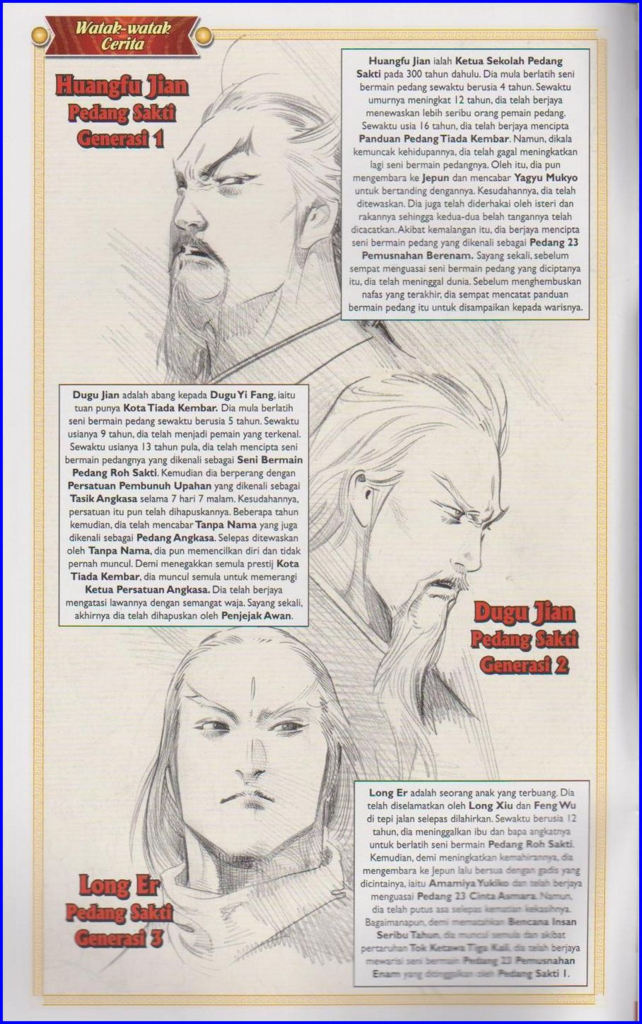 Watak-watak
Cerita
Huangfu Jian
Pedang Sakti
Generasi 1
Huangfu Jian ialah Ketua Sekolah Pedang
Sakti pada 300 tahun dahulu. Dia mula berlatih seni
bermain pedang sewaktu berusia 4 tahun. Sewaktu
umurnya meningkat 12 tahun, dia telah berjaya
menewaskan lebih seribu orang pemain pedang.
Sewaktu usia 16 tahun, dia telah berjaya mencipta
Panduan Pedang Tiada Kembar. Namun, dikala
kemuncak kehidupannya, dia telah gagal meningkatkan
lagi seni bermain pedangnya. Oleh itu, dia pun
mengembara ke Jepun dan mencabar Yagyu Mukyo
untuk bertanding dengannya. Kesudahannya, dia telah
ditewaskan. Dia juga telah diderhakai oleh isteri dan
rakannya sehingga kedua-dua belah tangannya telah
dicacatkan. Akibat kemalangan itu, dia berjaya mencipta
seni bermain pedang yang dikenali sebagai Pedang 23
Pemusnahan Berenam. Sayang sekali, sebelum
sempat menguasai seni bermain pedang yang diciptanya
itu, dia telah meninggal dunia. Sebelum menghembuskan
nafas yang terakhir, dia sempat mencatat panduan
bermain pedang itu untuk disampaikan kepada warisnya.
Dugu Jian adalah abang kepada Dugu Yi Fang, iaitu
tuan punya Kota Tiada Kembar. Dia mula berlatih
seni bermain pedang sewaktu berusia 5 tahun. Sewaktu
usianya 9 tahun, dia telah menjadi pemain yang terkenal.
Sewaktu usianya 13 tahun pula, dia telah mencipta seni
bermain pedangnya yang dikenali sebagai Seni Bermain
Pedang Roh Sakti. Kemudian dia berperang dengan
Persatuan Pembunuh Upahan yang dikenali sebagai
Tasik Angkasa selama 7 hari 7 malam. Kesudahannya,
persatuan itu pun telah dihapuskannya. Beberapa tahun
kemudian, dia telah mencabar Tanpa Nama yang juga
dikenali sebagai Pedang Angkasa. Selepas ditewaskan
oleh Tanpa Nama, dia pun memencilkan diri dan tidak
pernah muncul. Demi menegakkan semula prestij Kota
Tiada Kembar, dia muncul semula untuk memerangi
Ketua Persatuan Angkasa. Dia telah berjaya
mengatasi lawannya dengan semangat waja. Sayang sekali,
akhirnya dia telah dihapuskan oleh Penjejak Awan.
Dugu Jian
Pedang Sakti
Generasi 2
Long Er
Pedang Sakti
Generasi 3
Long Er adalah seorang anak yang terbuang. Dia
telah diselamatkan oleh Long Xiu dan Feng Wu
di tepi jalan selepas dilahirkan. Sewaktu berusia 12
tahun, dia meninggalkan ibu dan bapa angkatnya
untuk berlatih seni bermain Pedang Roh Sakti.
Kemudian, demi meningkatkan kemahirannya, dia
mengembara ke Jepun lalu bersua dengan gadis yang
dicintainya, iaitu Amamiya Yukiko dan telah berjaya
menguasai Pedang 23 Cinta Asmara. Namun,
dia telah putus asa selepas kematian kekasihnya.
Bagaimanapun, demi mematahkan Bencana Insan
Seribu Tahun, dia muncul semula dan akibat
pertaruhan Tok Ketawa Tiga Kali, dia telah berjaya
mewarisi seni bermain Pedang 23 Pemusnahan
Enam yang ditinggalkan oleh Pedang Sakti 1.